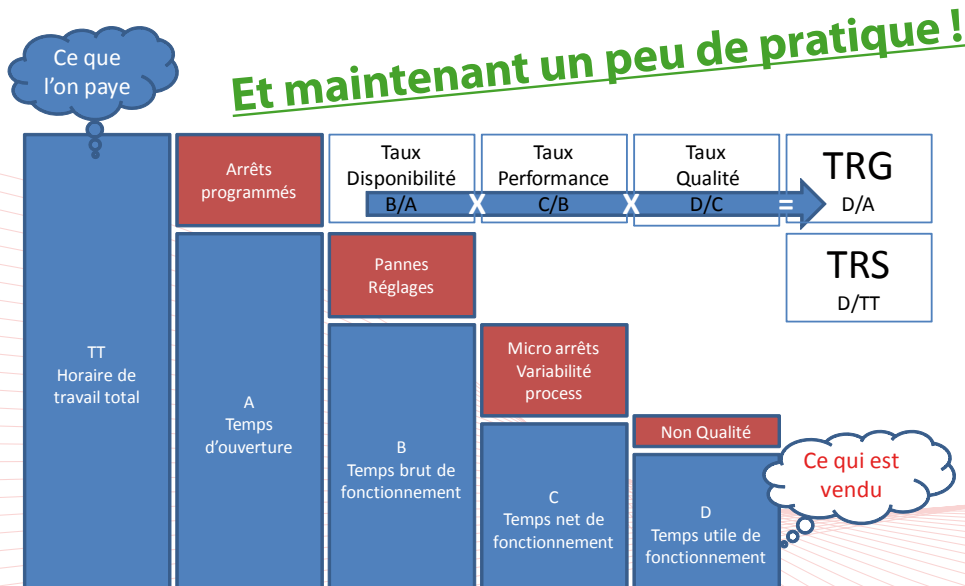 Ce que
l'on paye
Et maintenant un peu de pratique !
Arrêts
programmés
Taux
Disponibilité
B/A
X
Taux
Performance
C/B
X
Taux
Qualité
D/C
=
TRG
D/A
TRS
D/TT
Pannes
Réglages
Micro arrêts
Variabilité
process
Non Qualité
TT
Horaire de
travail total
A
Temps
d'ouverture
B
Temps brut de
fonctionnement
C
Temps net de
fonctionnement
D
Temps utile de
fonctionnement
Ce qui est
vendu